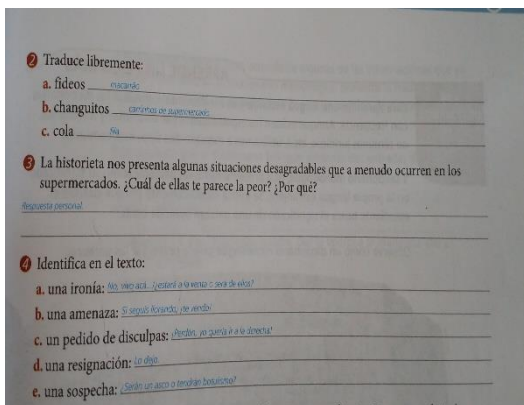 2 Traduce libremente:
a. fideos macarrão
b. changuitos carrinhos de supermercado
c. cola fila
3 La historieta nos presenta algunas situaciones desagradables que a menudo ocurren en los
supermercados. ¿Cuál de ellas te parece la peor? ¿Por qué?
Respuesta personal.
4 Identifica en el texto:
a. una ironía: No, miro acá... ¿estará a la venta o será de ellos?
b. una amenaza: Si seguís llorando, ¡te vendo!
c. un pedido de disculpas: ¡Perdón, yo quería ir a la derecha!
d. una resignación: Lo dejo.
e. una sospecha: ¿Serán un asco o tendrán botulismo?